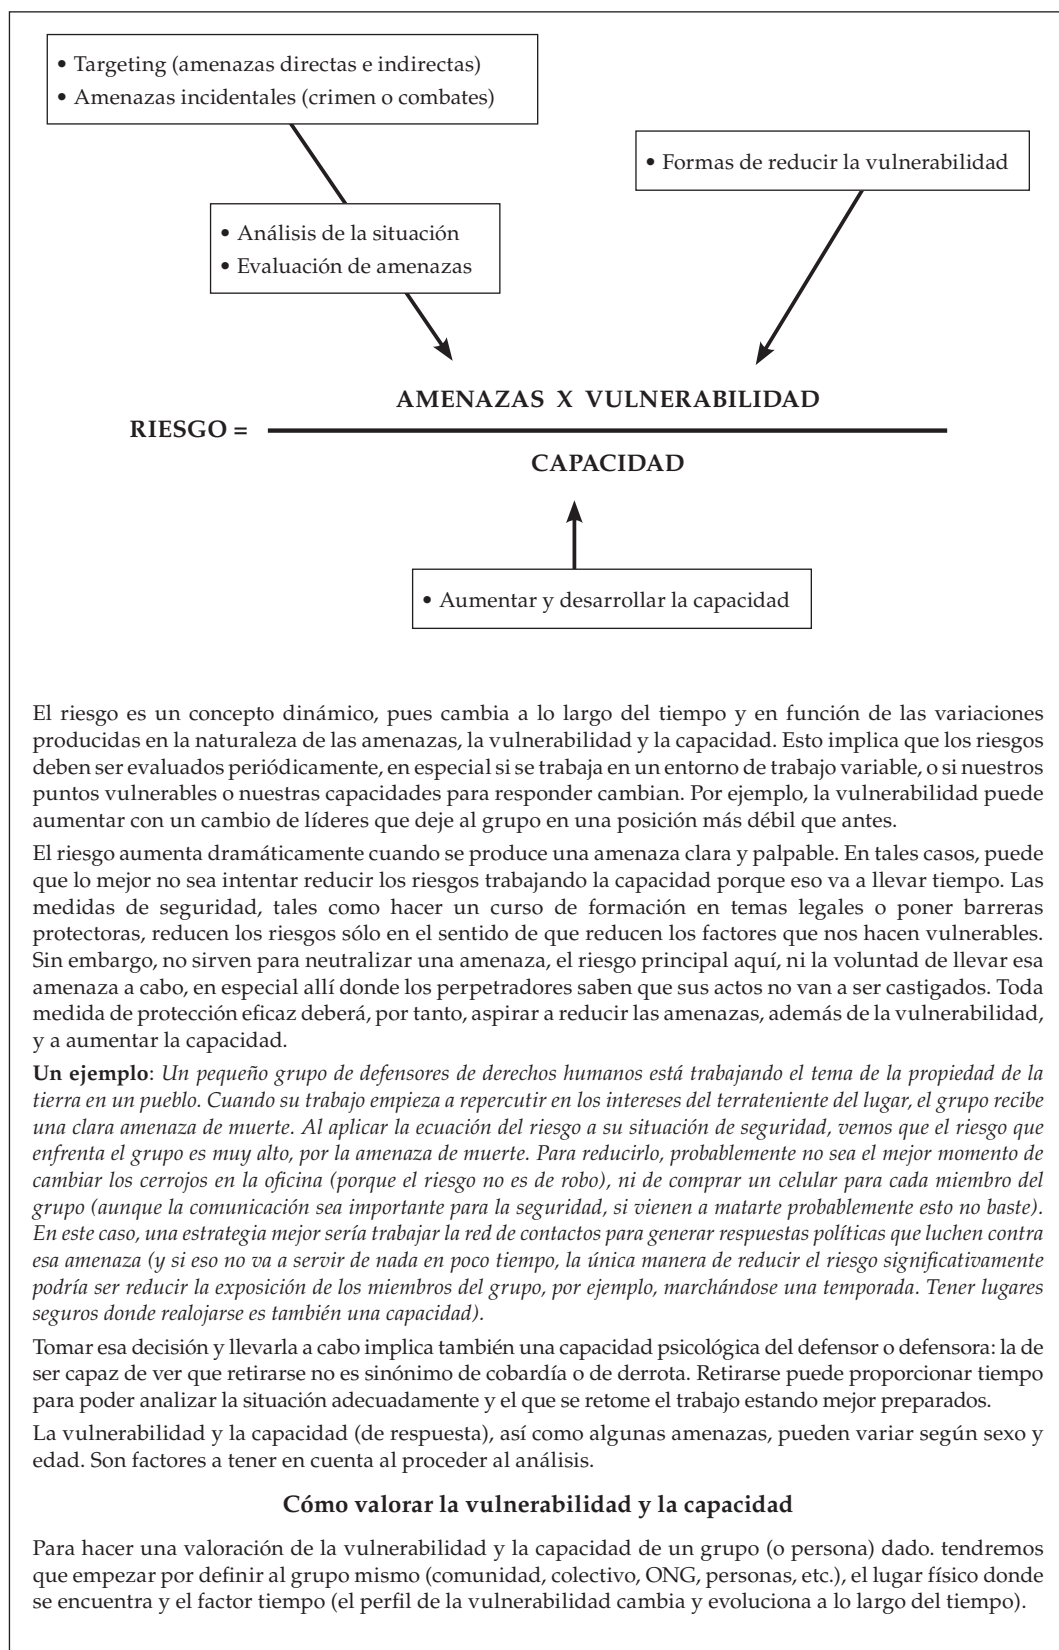 • Targeting (amenazas directas e indirectas)
• Amenazas incidentales (crimen o combates)
• Formas de reducir la vulnerabilidad
• Análisis de la situación
• Evaluación de amenazas
AMENAZAS X VULNERABILIDAD
RIESGO =
CAPACIDAD
• Aumentar y desarrollar la capacidad
El riesgo es un concepto dinámico, pues cambia a lo largo del tiempo y en función de las variaciones
producidas en la naturaleza de las amenazas, la vulnerabilidad y la capacidad. Esto implica que los riesgos
deben ser evaluados periódicamente, en especial si se trabaja en un entorno de trabajo variable, o si nuestros
puntos vulnerables o nuestras capacidades para responder cambian. Por ejemplo, la vulnerabilidad puede
aumentar con un cambio de líderes que deje al grupo en una posición más débil que antes.
El riesgo aumenta dramáticamente cuando se produce una amenaza clara y palpable. En tales casos, puede
que lo mejor no sea intentar reducir los riesgos trabajando la capacidad porque eso va a llevar tiempo. Las
medidas de seguridad, tales como hacer un curso de formación en temas legales o poner barreras
protectoras, reducen los riesgos sólo en el sentido de que reducen los factores que nos hacen vulnerables.
Sin embargo, no sirven para neutralizar una amenaza, el riesgo principal aquí, ni la voluntad de llevar esa
amenaza a cabo, en especial allí donde los perpetradores saben que sus actos no van a ser castigados. Toda
medida de protección eficaz deberá, por tanto, aspirar a reducir las amenazas, además de la vulnerabilidad,
y a aumentar la capacidad.
Un ejemplo: Un pequeño grupo de defensores de derechos humanos está trabajando el tema de la propiedad de la
tierra en un pueblo. Cuando su trabajo empieza a repercutir en los intereses del terrateniente del lugar, el grupo recibe
una clara amenaza de muerte. Al aplicar la ecuación del riesgo a su situación de seguridad, vemos que el riesgo que
enfrenta el grupo es muy alto, por la amenaza de muerte. Para reducirlo, probablemente no sea el mejor momento de
cambiar los cerrojos en la oficina (porque el riesgo no es de robo), ni de comprar un celular para cada miembro del
grupo (aunque la comunicación sea importante para la seguridad, si vienen a matarte probablemente esto no baste).
En este caso, una estrategia mejor sería trabajar la red de contactos para generar respuestas políticas que luchen contra
esa amenaza (y si eso no va a servir de nada en poco tiempo, la única manera de reducir el riesgo significativamente
podría ser reducir la exposición de los miembros del grupo, por ejemplo, marchándose una temporada. Tener lugares
seguros donde realojarse es también una capacidad).
Tomar esa decisión y llevarla a cabo implica también una capacidad psicológica del defensor o defensora: la de
ser capaz de ver que retirarse no es sinónimo de cobardía o de derrota. Retirarse puede proporcionar tiempo
para poder analizar la situación adecuadamente y el que se retome el trabajo estando mejor preparados.
La vulnerabilidad y la capacidad (de respuesta), así como algunas amenazas, pueden variar según sexo y
edad. Son factores a tener en cuenta al proceder al análisis.
Cómo valorar la vulnerabilidad y la capacidad
Para hacer una valoración de la vulnerabilidad y la capacidad de un grupo (o persona) dado. tendremos
que empezar por definir al grupo mismo (comunidad, colectivo, ONG, personas, etc.), el lugar físico donde
se encuentra y el factor tiempo (el perfil de la vulnerabilidad cambia y evoluciona a lo largo del tiempo).